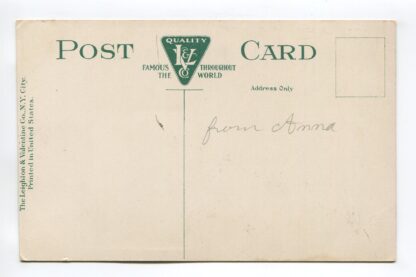 POST CARD
QUALITY
L&V
CO
FAMOUS THROUGHOUT
THE WORLD
Address Only
from Anna
The Leighton & Valentine Co., N.Y. City.
Printed in United States.